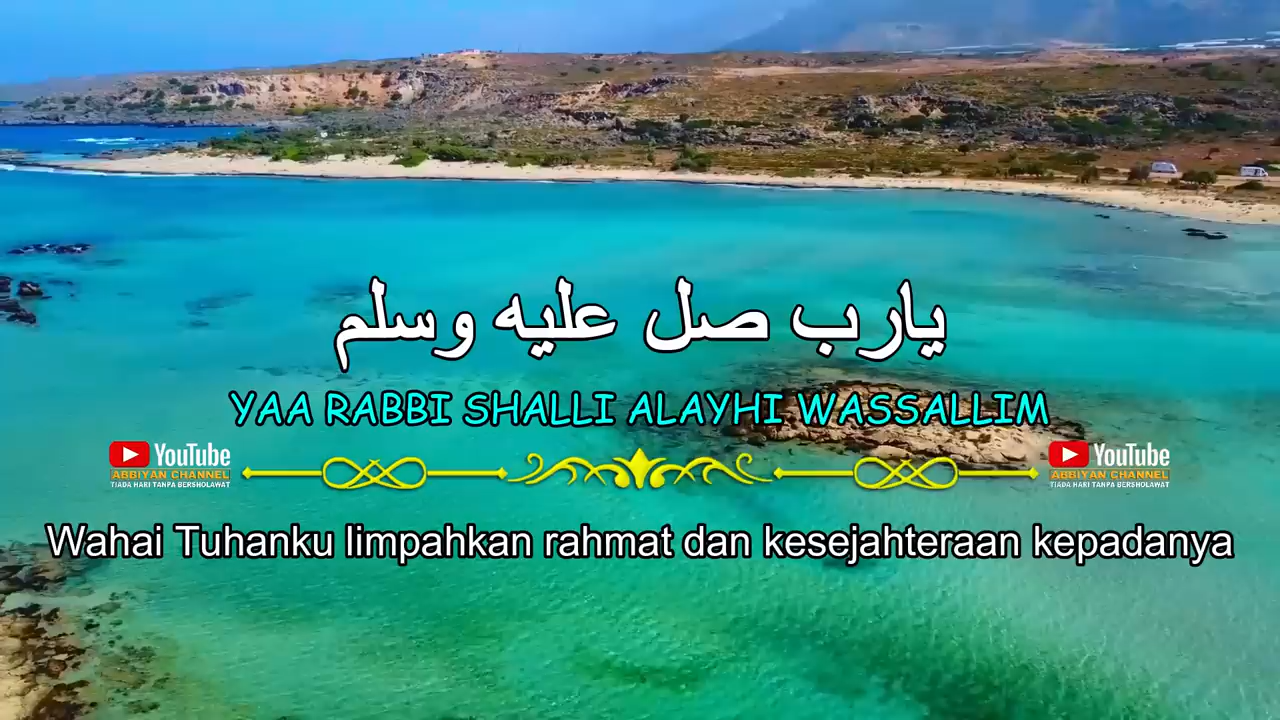 يارب صل عليه وسلم
YAA RABBI SHALLI ALAYHI WASSALLIM
YouTube
ABBIYAN CHANNEL
TIADA HARI TANPA BERSHOLAWAT
YouTube
ABBIYAN CHANNEL
TIADA HARI TANPA BERSHOLAWAT
Wahai Tuhanku limpahkan rahmat dan kesejahteraan kepadanya